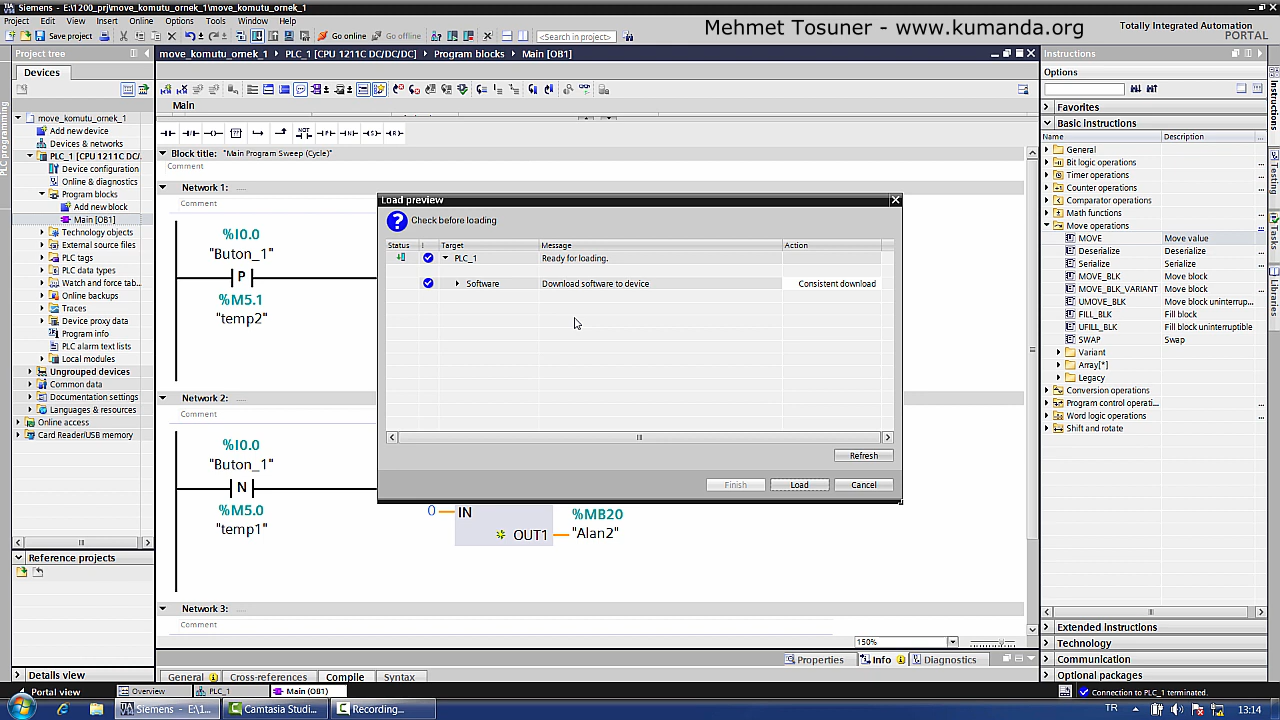 Siemens - E:\1200_prj\move_komutu_ornek_1\move_komutu_ornek_1
Project Edit View Insert Online Options Tools Window Help
Mehmet Tosuner - www.kumanda.org
Totally Integrated Automation
PORTAL
Save project Go online Go offline <Search in project>
Project tree
move_komutu_ornek_1 PLC_1 [CPU 1211C DC/DC/DC] Program blocks Main [OB1]
Instructions
Devices
Options
Main
Favorites
Basic instructions
Name Description
move_komutu_ornek_1
Add new device
Devices & networks
PLC_1 [CPU 1211C DC/.
Device configuration
Online & diagnostics
Program blocks
Add new block
Main [OB1]
Technology objects
External source files
PLC tags
PLC data types
Watch and force tab..
Online backups
Traces
Device proxy data
Program info
PLC alarm text lists
Local modules
Ungrouped devices
Common data
Documentation settings
Languages & resources
Online access
Card Reader/USB memory
Reference projects
Details view
Portal view
PLC programming
Block title: "Main Program Sweep (Cycle)"
Comment
Network 1: .....
Comment
%I0.0
"Buton_1"
P
%M5.1
"temp2"
Network 2: .....
Comment
%I0.0
"Buton_1"
N
%M5.0
"temp1"
0 IN
%MB20
OUT1 "Alan2"
Network 3: .....
Comment
150%
Load preview
Check before loading
Status ! Target Message Action
PLC_1 Ready for loading.
Software Download software to device Consistent download
Refresh
Finish Load Cancel
General
Bit logic operations
Timer operations
Counter operations
Comparator operations
Math functions
Move operations
MOVE Move value
Deserialize Deserialize
Serialize Serialize
MOVE_BLK Move block
MOVE_BLK_VARIANT Move block
UMOVE_BLK Move block uninterrup...
FILL_BLK Fill block
UFILL_BLK Fill block uninterruptible
SWAP Swap
Variant
Array[*]
Legacy
Conversion operations
Program control operati...
Word logic operations
Shift and rotate
Extended instructions
Technology
Communication
Optional packages
Instructions
Testing
Tasks
Libraries
Properties Info Diagnostics
General Cross-references Compile Syntax
Overview PLC_1 Main (OB1)
Connection to PLC_1 terminated.
Siemens - E:\1... Camtasia Studi... Recording...
TR 13:14